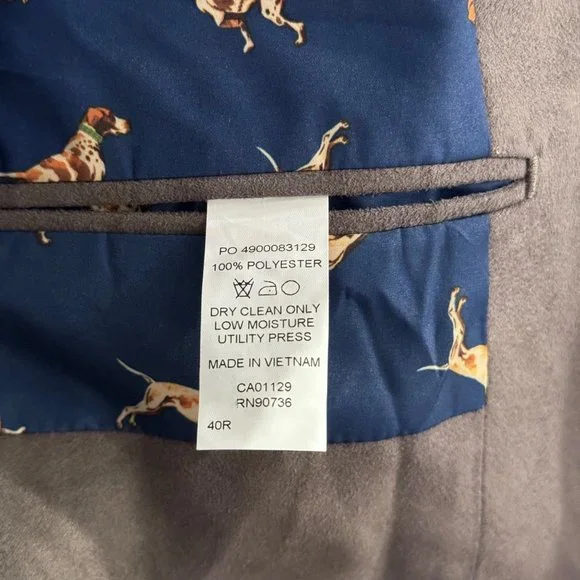 PO 4900083129
100% POLYESTER
DRY CLEAN ONLY
LOW MOISTURE
UTILITY PRESS
MADE IN VIETNAM
CA01129
RN90736
40R